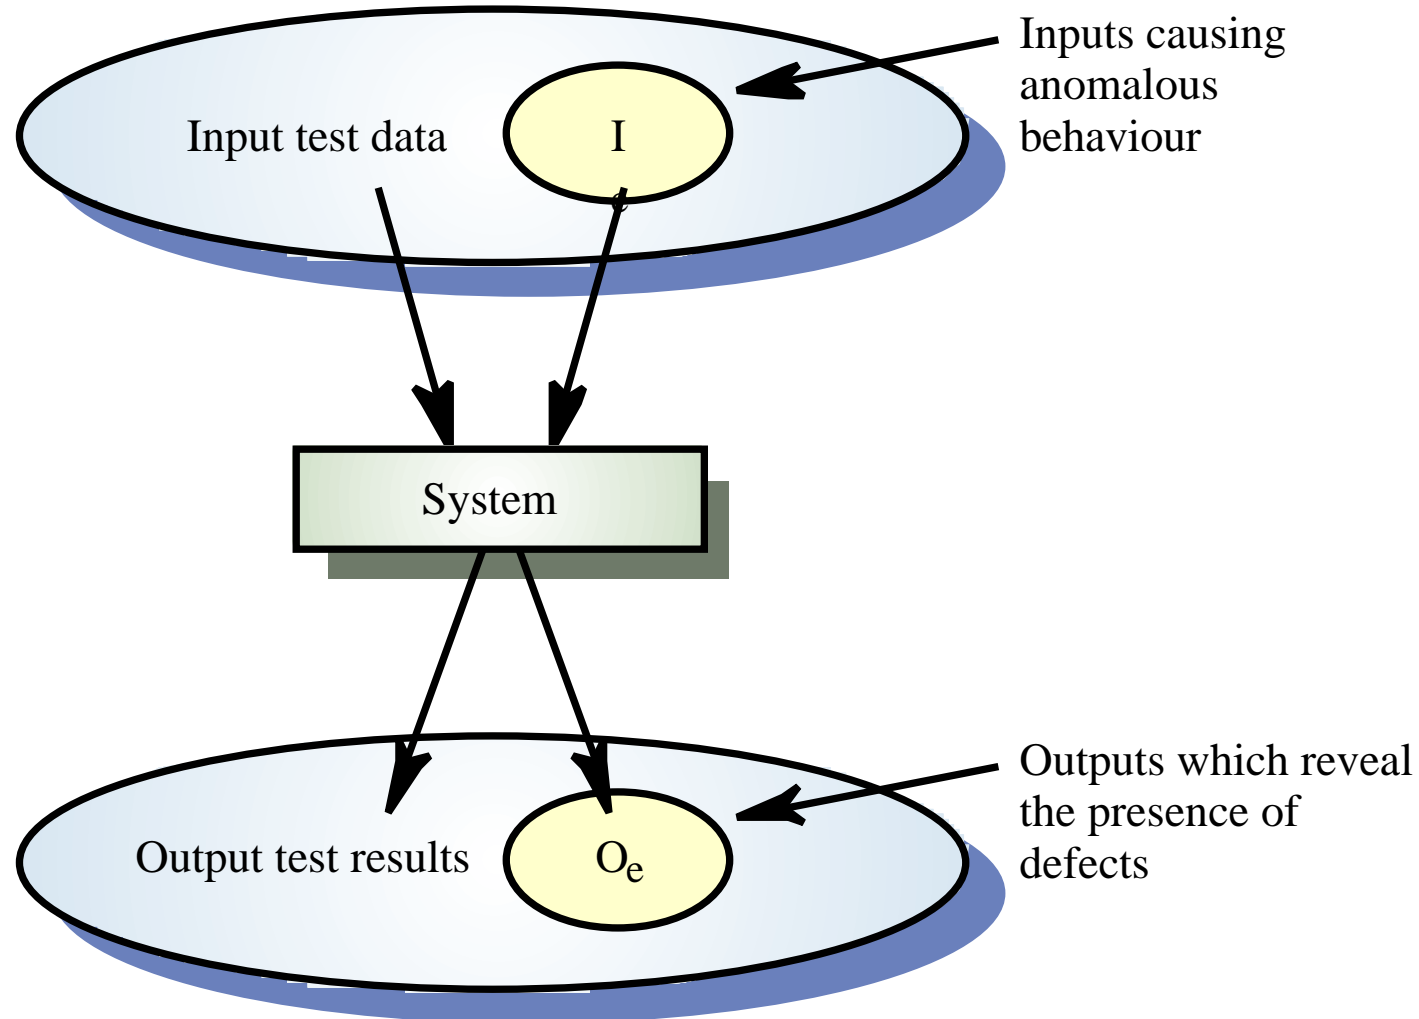 Inputs causing
anomalous
behaviour
Input test data
I
e
System
Outputs which reveal
the presence of
defects
Output test results
Oe